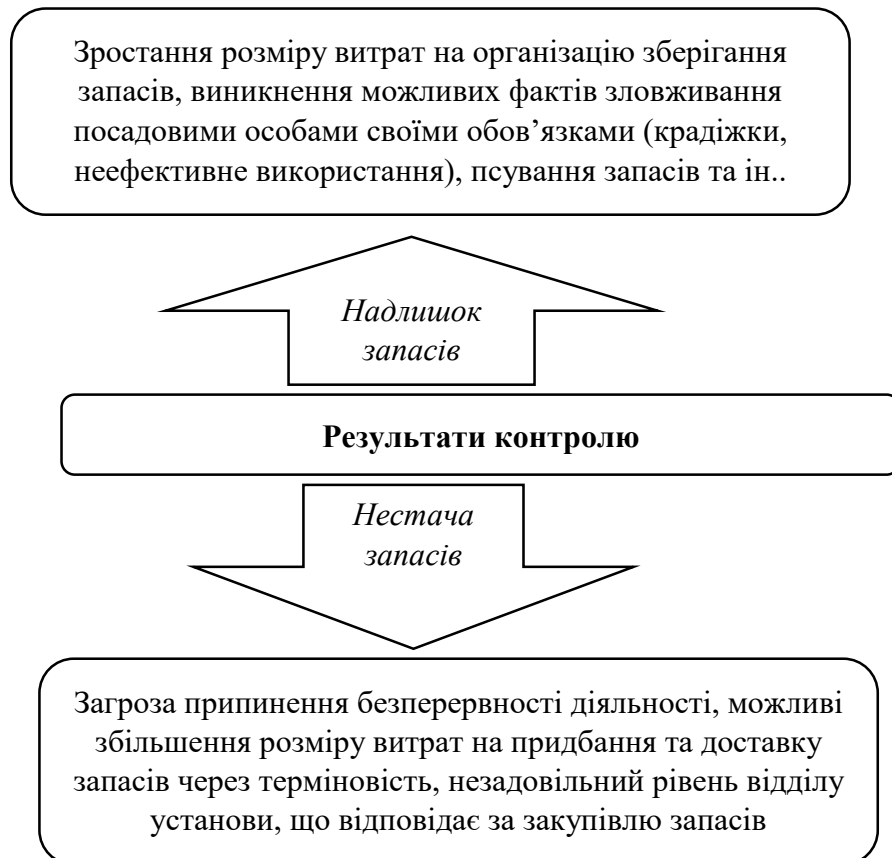 Зростання розміру витрат на організацію зберігання
запасів, виникнення можливих фактів зловживання
посадовими особами своїми обов’язками (крадіжки,
неефективне використання), псування запасів та ін..
Надлишок
запасів
Результати контролю
Нестача
запасів
Загроза припинення безперервності діяльності, можливі
збільшення розміру витрат на придбання та доставку
запасів через терміновість, незадовільний рівень відділу
установи, що відповідає за закупівлю запасів